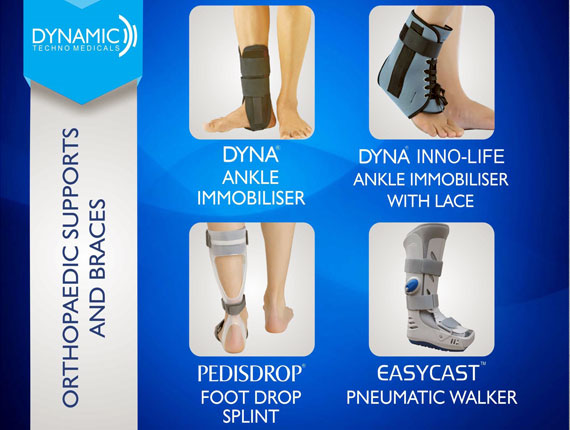 DYNAMIC
TECHNO MEDICALS
ORTHOPAEDIC SUPPORTS
AND BRACES
DYNA®
ANKLE
IMMOBILISER
DYNA® INNO-LIFE
ANKLE IMMOBILISER
WITH LACE
PEDISDROP®
FOOT DROP
SPLINT
EASYCAST™
PNEUMATIC WALKER